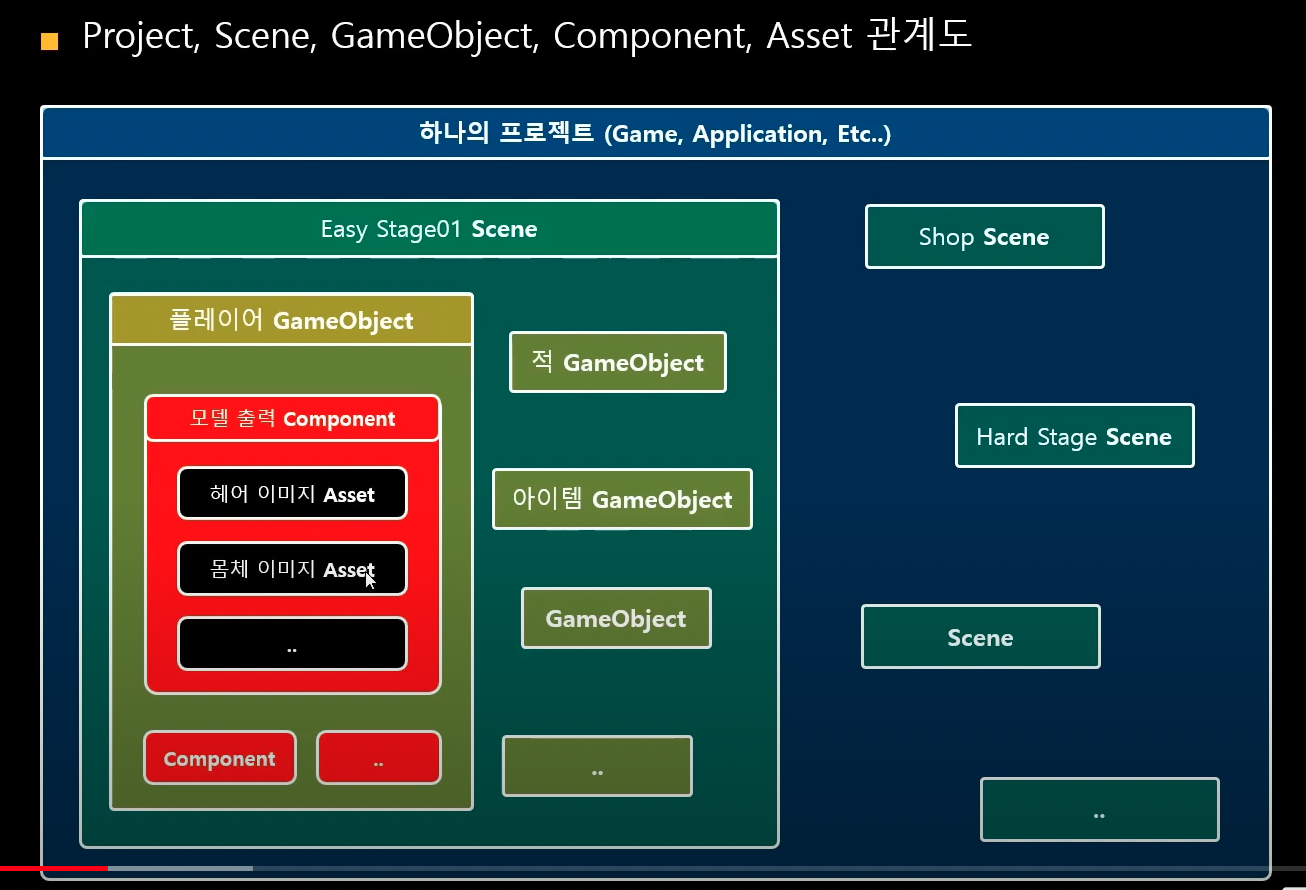 Project, Scene, GameObject, Component, Asset 관계도
하나의 프로젝트 (Game, Application, Etc..)
Easy Stage01 Scene
플레이어 GameObject
모델 출력 Component
헤어 이미지 Asset
몸체 이미지 Asset
..
Component
..
적 GameObject
아이템 GameObject
GameObject
..
Shop Scene
Hard Stage Scene
Scene
..